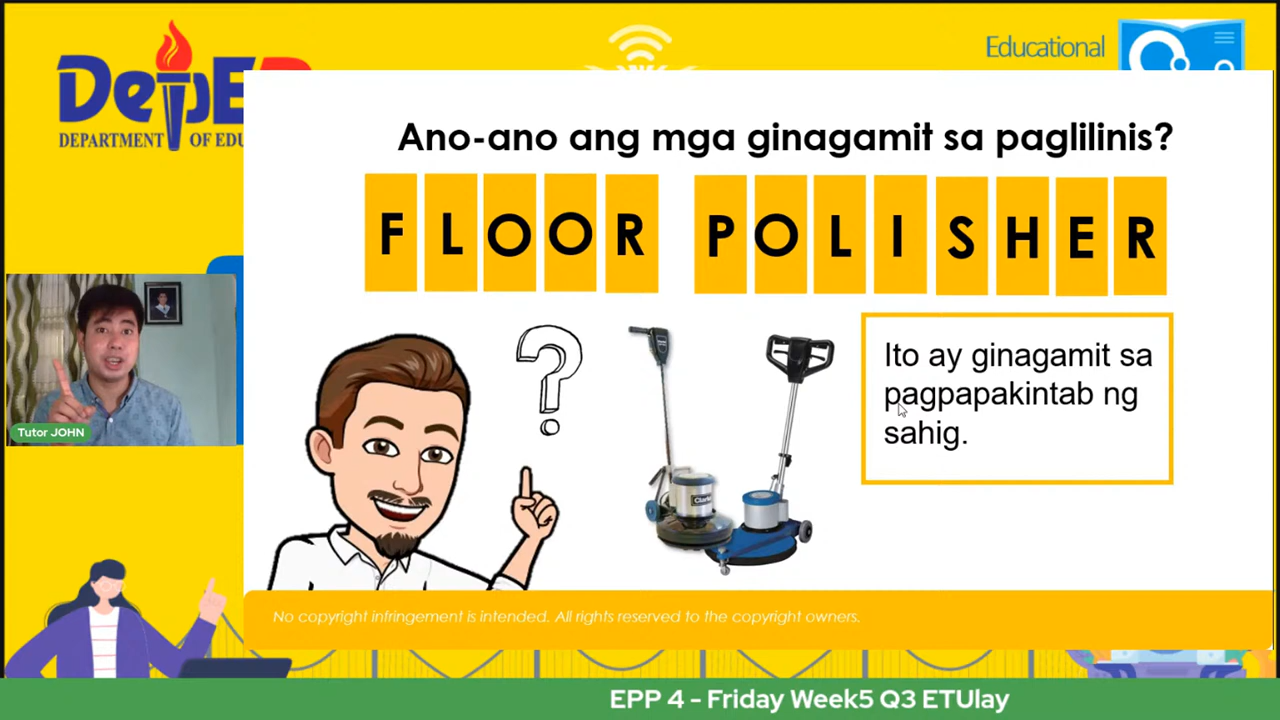 Educational
DepED
DEPARTMENT OF EDU
Ano-ano ang mga ginagamit sa paglilinis?
FLOOR POLISHER
Ito ay ginagamit sa
pagpapakintab ng
sahig.
Tutor JOHN
Clarke
No copyright infringement is intended. All rights reserved to the copyright owners.
EPP 4 - Friday Week5 Q3 ETUlay